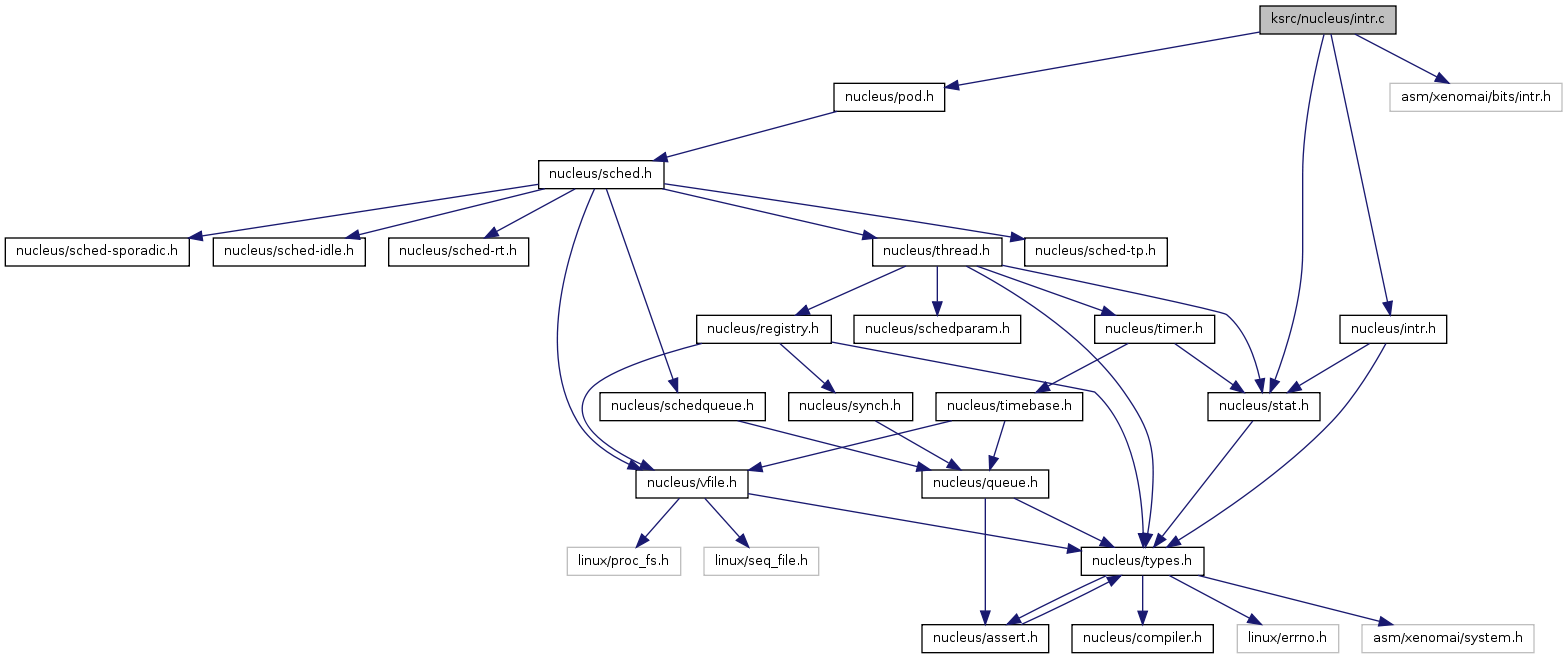 ksrc/nucleus/intr.c
nucleus/pod.h
asm/xenomai/bits/intr.h
nucleus/sched.h
nucleus/sched-sporadic.h
nucleus/sched-idle.h
nucleus/sched-rt.h
nucleus/thread.h
nucleus/sched-tp.h
nucleus/registry.h
nucleus/schedparam.h
nucleus/timer.h
nucleus/intr.h
nucleus/schedqueue.h
nucleus/synch.h
nucleus/timebase.h
nucleus/stat.h
nucleus/vfile.h
nucleus/queue.h
linux/proc_fs.h
linux/seq_file.h
nucleus/types.h
nucleus/assert.h
nucleus/compiler.h
linux/errno.h
asm/xenomai/system.h